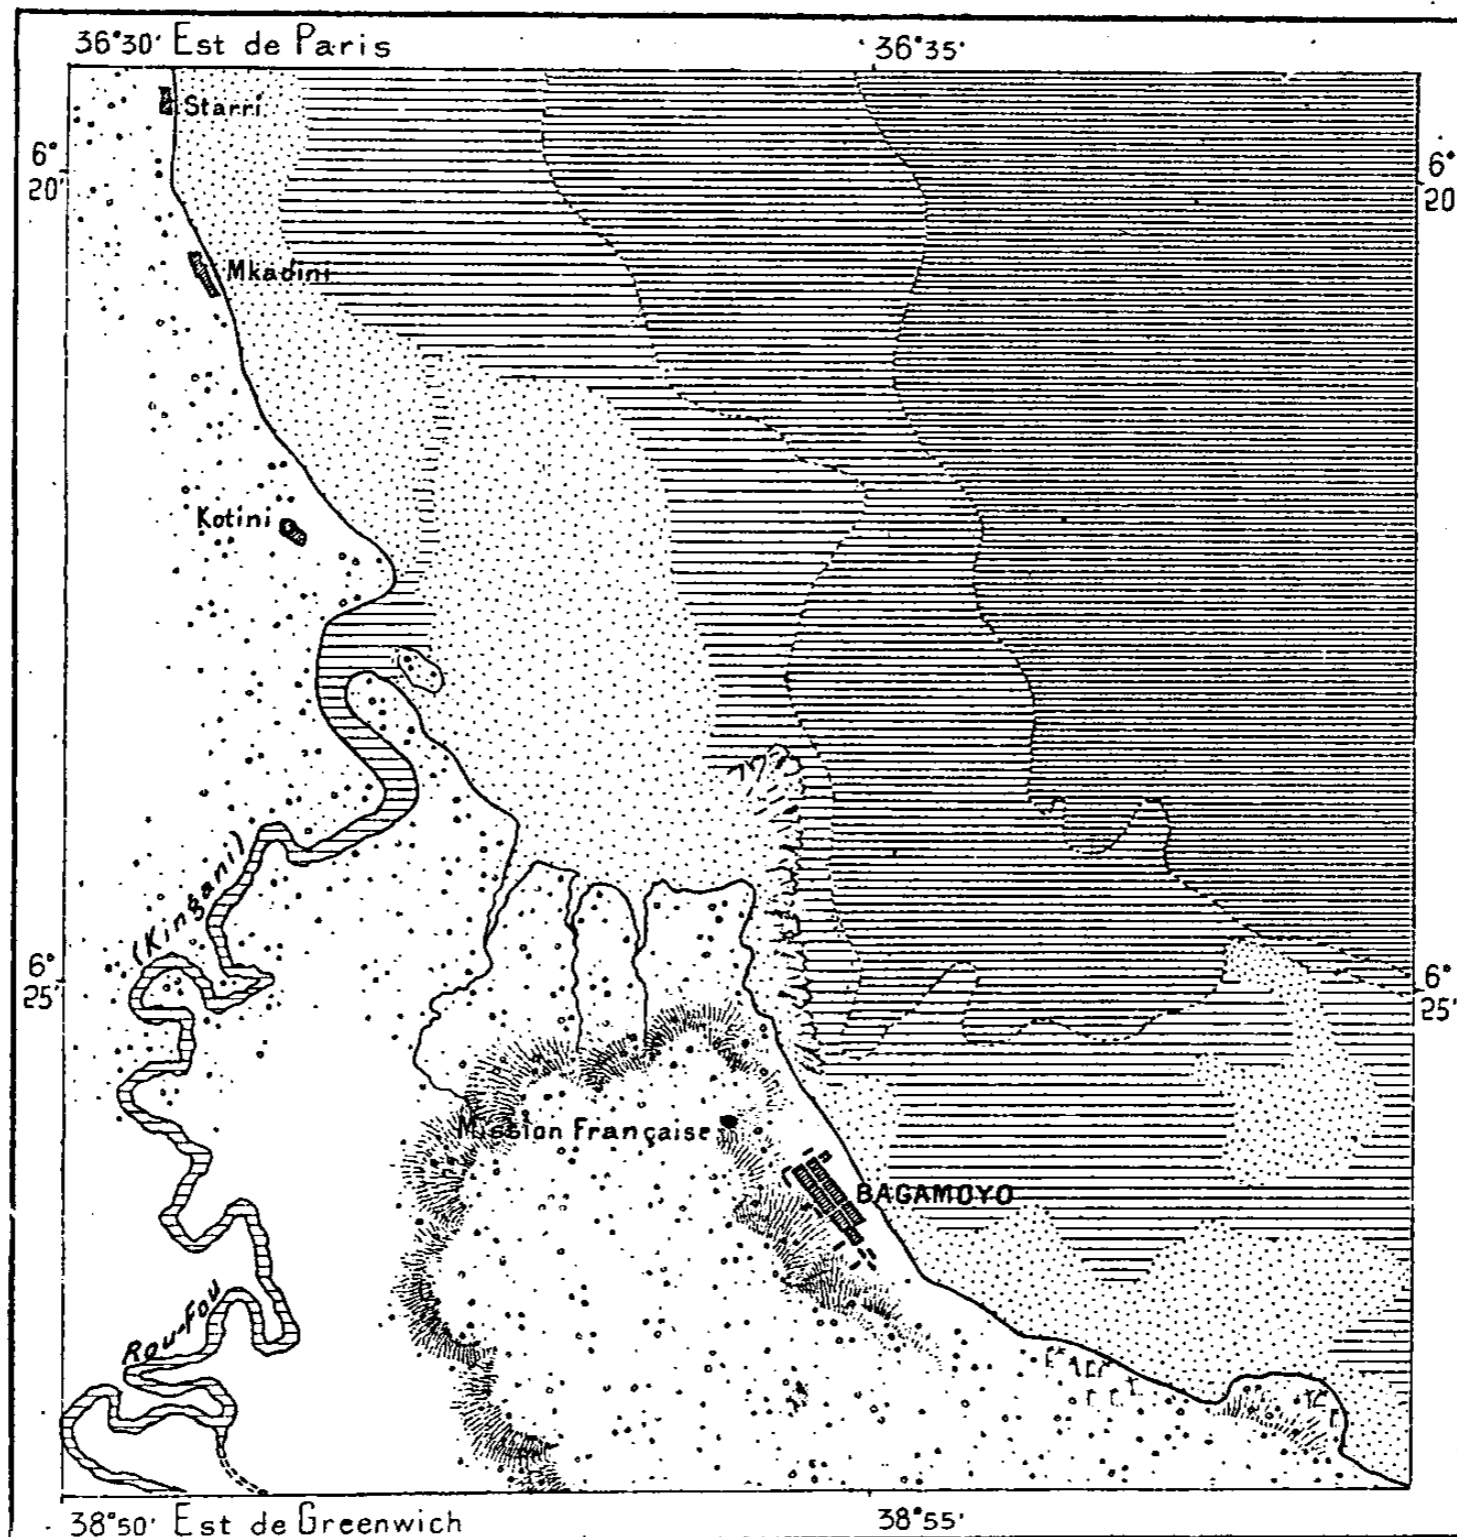 36°30' Est de Paris
36°35'
Starri
6°
20'
6°
20
Mkadini
Kotini
(Kingani)
6°
25'
6°
25'
Mission Française
BAGAMOYO
Rou-Fou
38°50' Est de Greenwich
38°55'